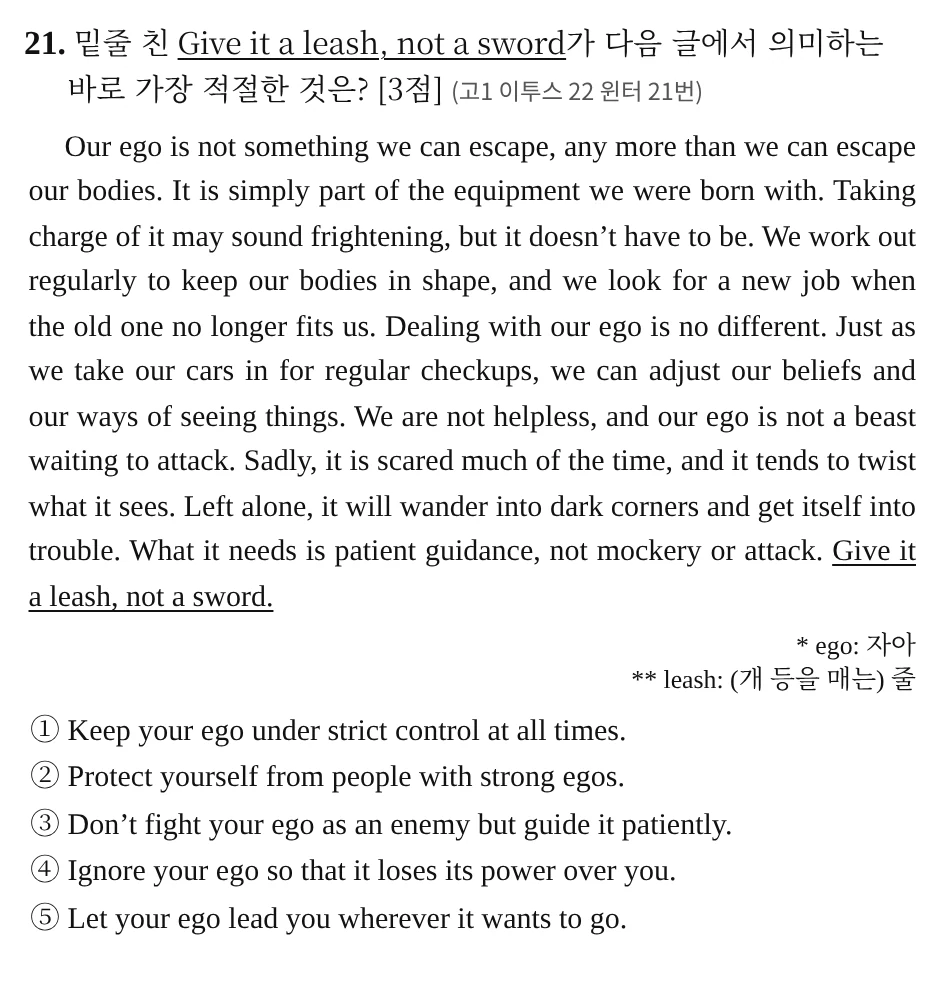 21. 밑줄 친 Give it a leash, not a sword가 다음 글에서 의미하는
바로 가장 적절한 것은? [3점] (고1 이투스 22 윈터 21번)
Our ego is not something we can escape, any more than we can escape
our bodies. It is simply part of the equipment we were born with. Taking
charge of it may sound frightening, but it doesn’t have to be. We work out
regularly to keep our bodies in shape, and we look for a new job when
the old one no longer fits us. Dealing with our ego is no different. Just as
we take our cars in for regular checkups, we can adjust our beliefs and
our ways of seeing things. We are not helpless, and our ego is not a beast
waiting to attack. Sadly, it is scared much of the time, and it tends to twist
what it sees. Left alone, it will wander into dark corners and get itself into
trouble. What it needs is patient guidance, not mockery or attack. Give it
a leash, not a sword.
* ego: 자아
** leash: (개 등을 매는) 줄
① Keep your ego under strict control at all times.
② Protect yourself from people with strong egos.
③ Don’t fight your ego as an enemy but guide it patiently.
④ Ignore your ego so that it loses its power over you.
⑤ Let your ego lead you wherever it wants to go.